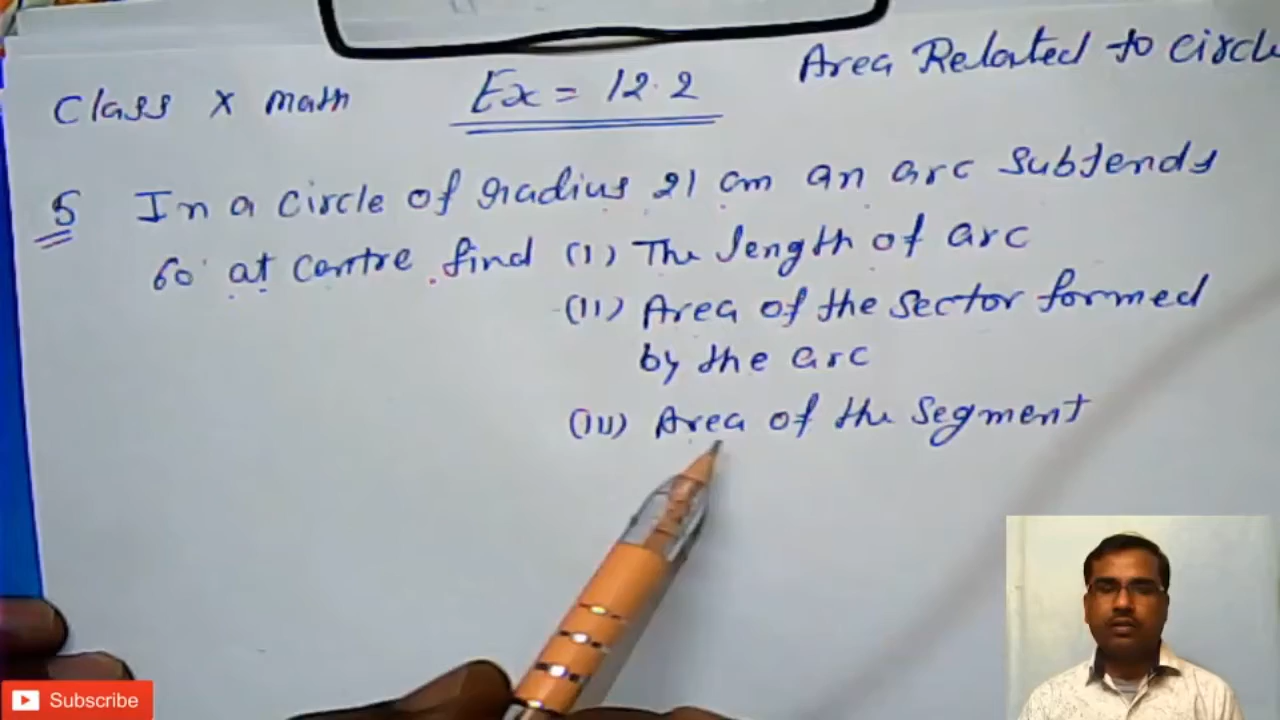 Area Related to circle
Class X math Ex = 12.2
5 In a circle of radius 21 cm an arc subtends
60° at centre find (I) The length of arc
(II) Area of the sector formed
by the arc
(III) Area of the segment
Subscribe